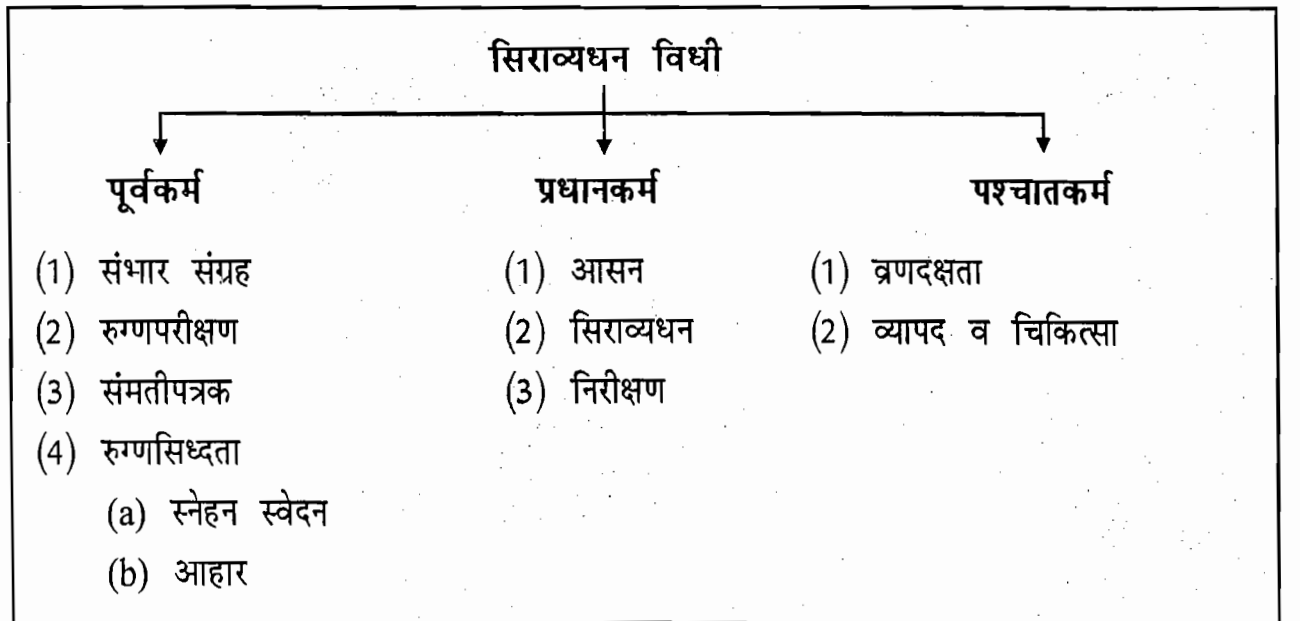 सिराव्यधन विधी
पूर्वकर्म
(1) संभार संग्रह
(2) रुग्णपरीक्षण
(3) संमतीपत्रक
(4) रुग्णसिध्दता
(a) स्नेहन स्वेदन
(b) आहार
प्रधानकर्म
(1) आसन
(2) सिराव्यधन
(3) निरीक्षण
पश्चातकर्म
(1) व्रणदक्षता
(2) व्यापद व चिकित्सा